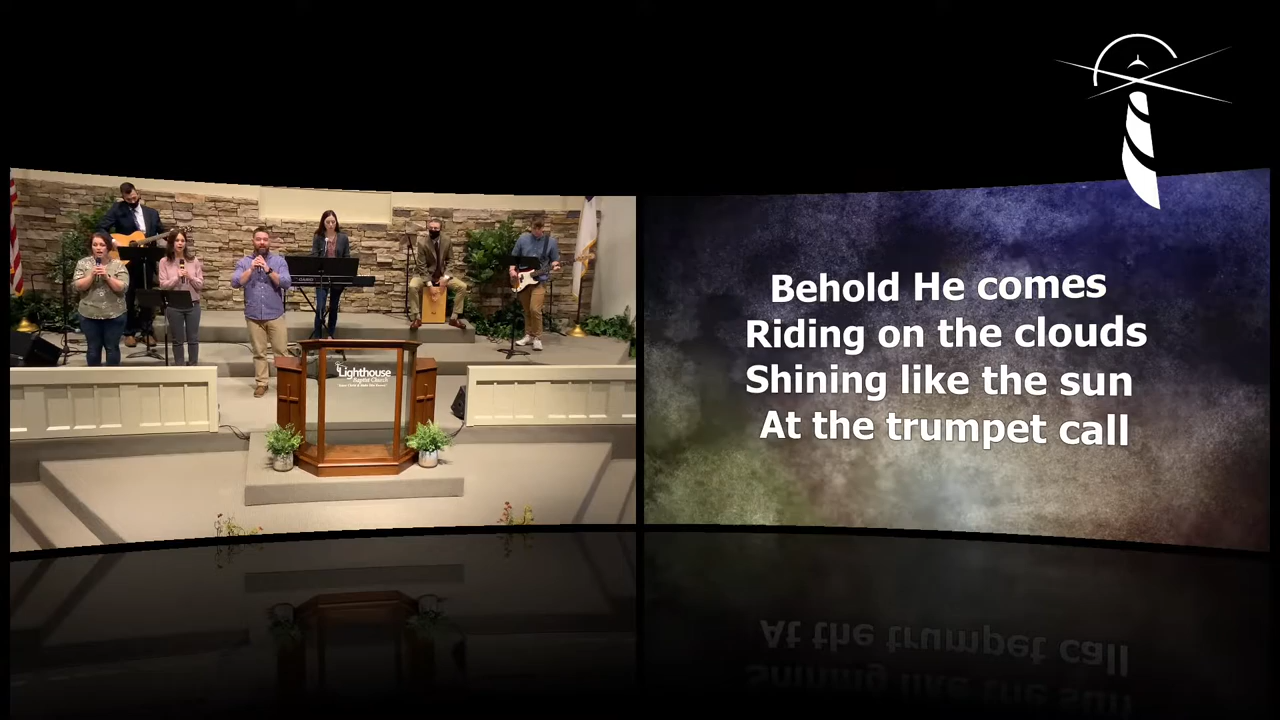 Lighthouse
Baptist Church
Behold He comes
Riding on the clouds
Shining like the sun
At the trumpet call